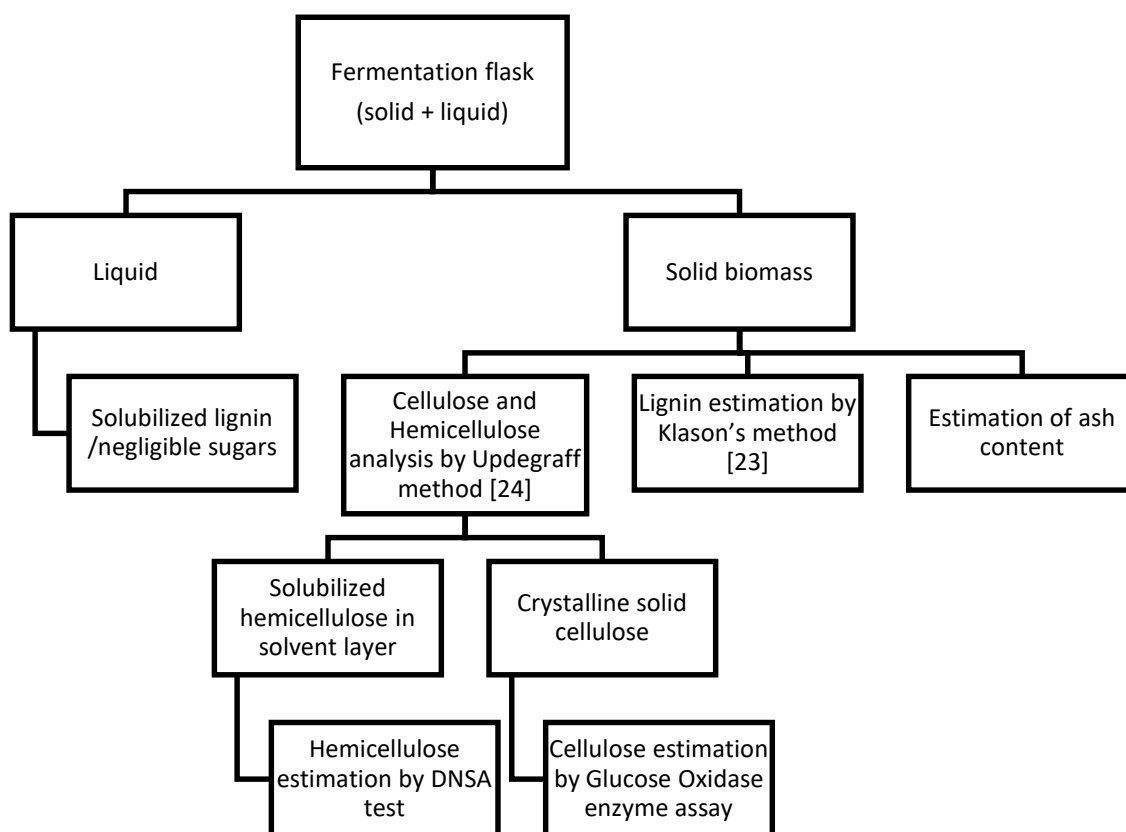 Fermentation flask
(solid + liquid)
Liquid
Solid biomass
Solubilized lignin
/negligible sugars
Cellulose and
Hemicellulose
analysis by Updegraff
method [24]
Lignin estimation by
Klason’s method
[23]
Estimation of ash
content
Solubilized
hemicellulose in
solvent layer
Crystalline solid
cellulose
Hemicellulose
estimation by DNSA
test
Cellulose estimation
by Glucose Oxidase
enzyme assay